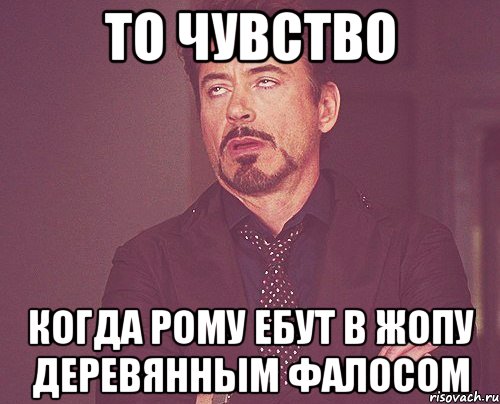 ТО ЧУВСТВО
КОГДА РОМУ ЕБУТ В ЖОПУ
ДЕРЕВЯННЫМ ФАЛОСОМ
risovach.ru